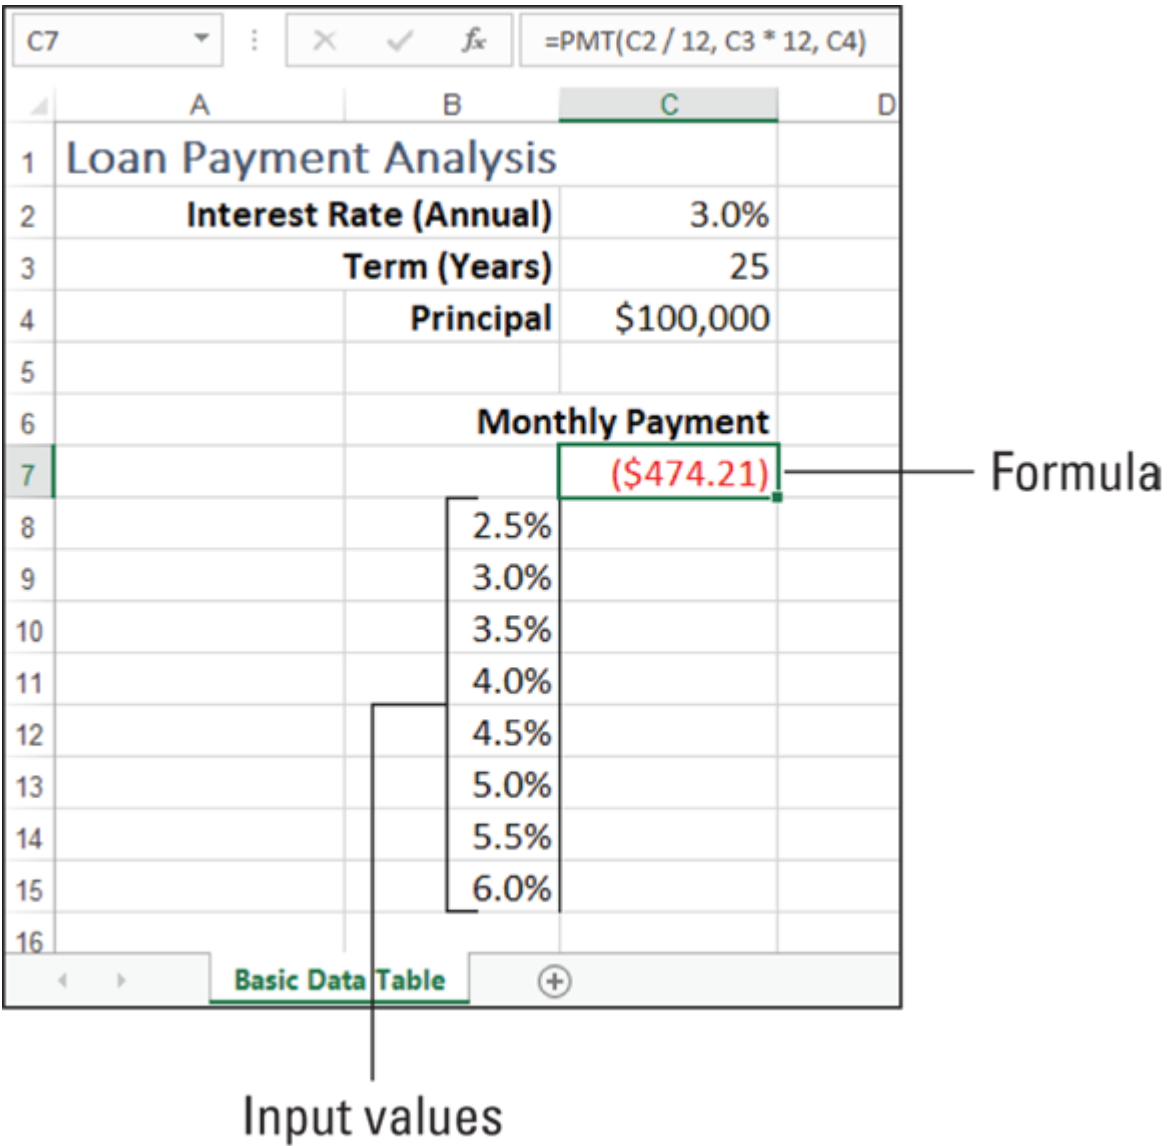 C7 fx =PMT(C2 / 12, C3 * 12, C4)
A B C D
1 Loan Payment Analysis
2 Interest Rate (Annual) 3.0%
3 Term (Years) 25
4 Principal $100,000
5
6 Monthly Payment
7 ($474.21) Formula
8 2.5%
9 3.0%
10 3.5%
11 4.0%
12 4.5%
13 5.0%
14 5.5%
15 6.0%
16
Basic Data Table
Input values